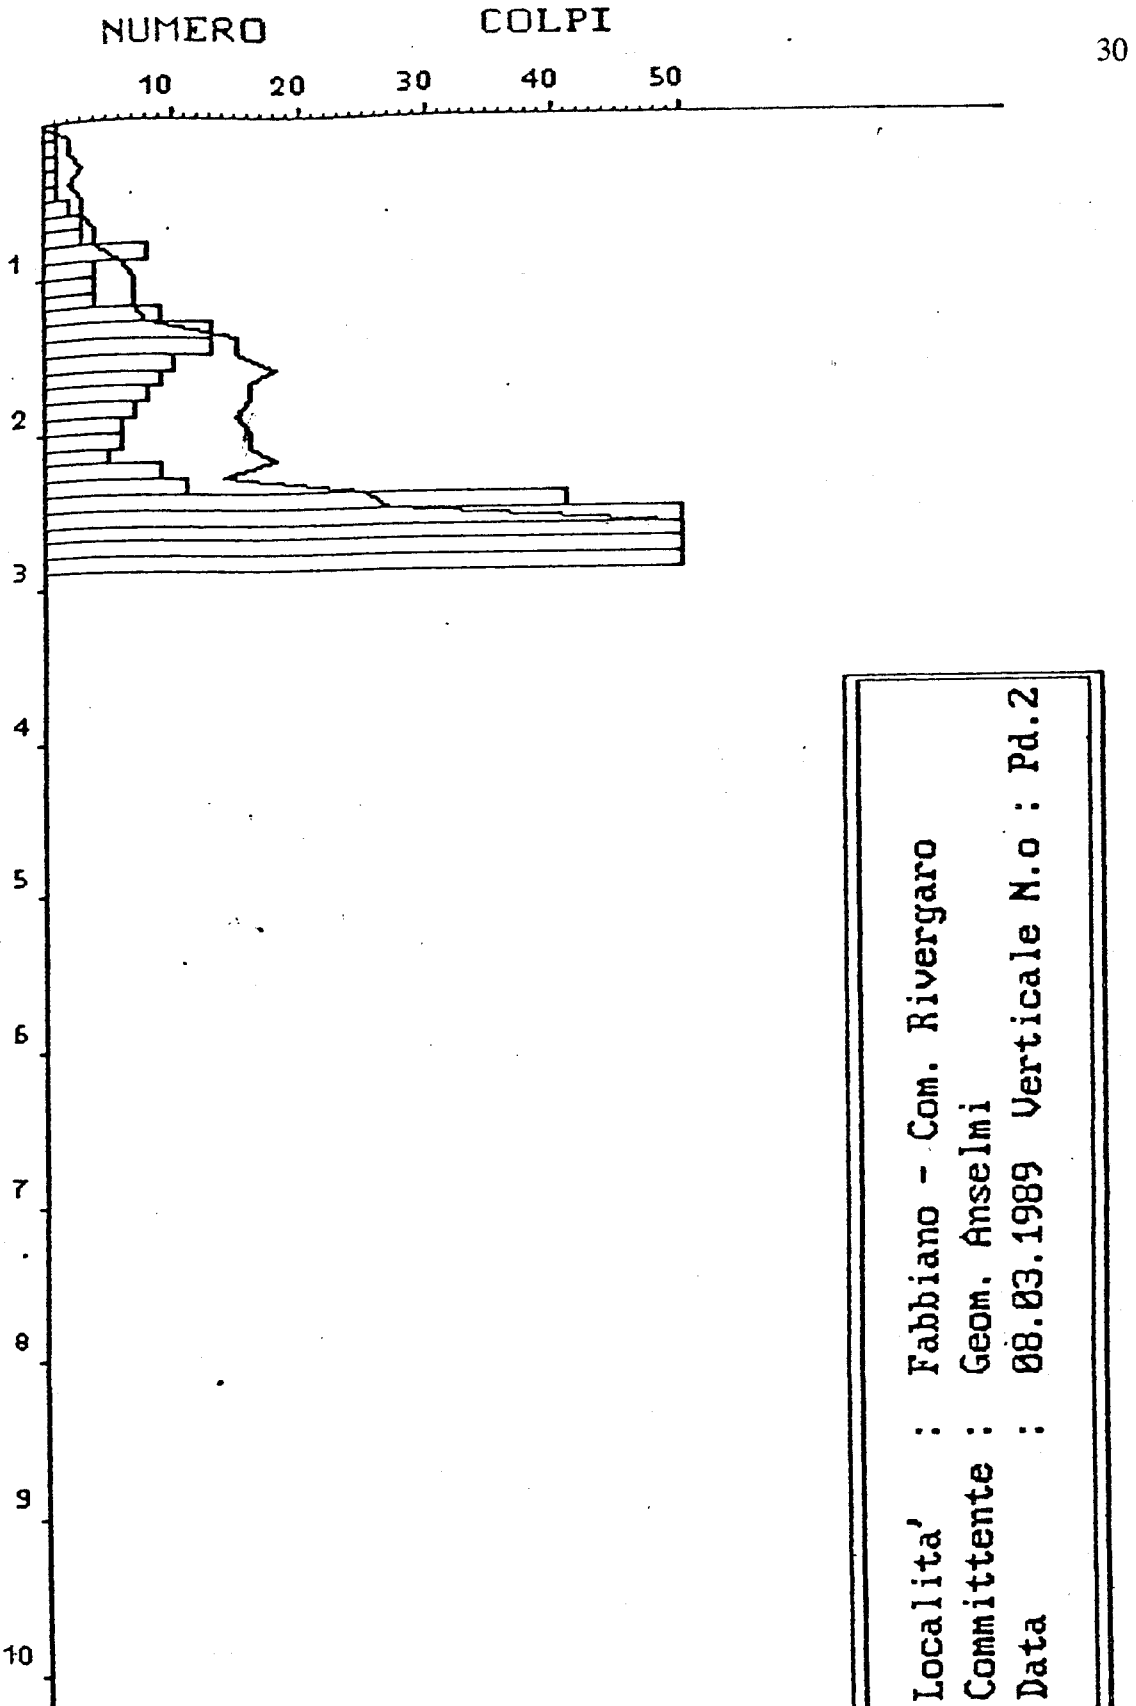 NUMERO COLPI
30
10 20 30 40 50
1
2
3
4
5
6
7
8
9
10
Localita' : Fabbiano - Com. Rivergaro
Committente : Geom. Anselmi
Data : 08.03.1989 Verticale N.o : Pd.2